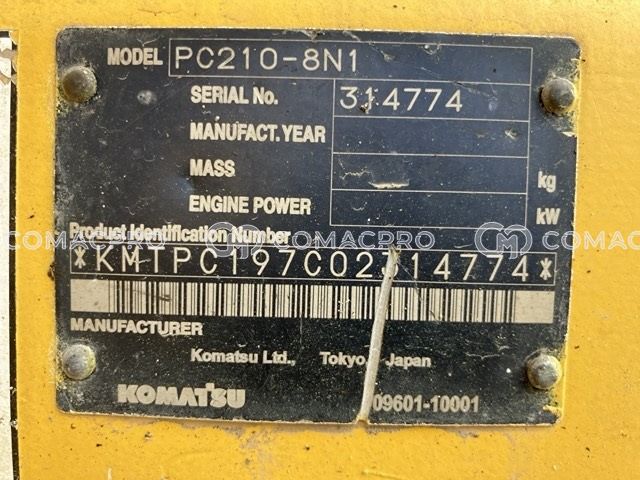 MODEL PC210-8N1
SERIAL No. 314774
MANUFACT. YEAR
MASS kg
ENGINE POWER kW
Product Identification Number
COMACPRO COMACPRO COMACPRO
*KMTPC197C02314774*
MANUFACTURER
Komatsu Ltd., Tokyo, Japan
KOMATSU 09601-10001